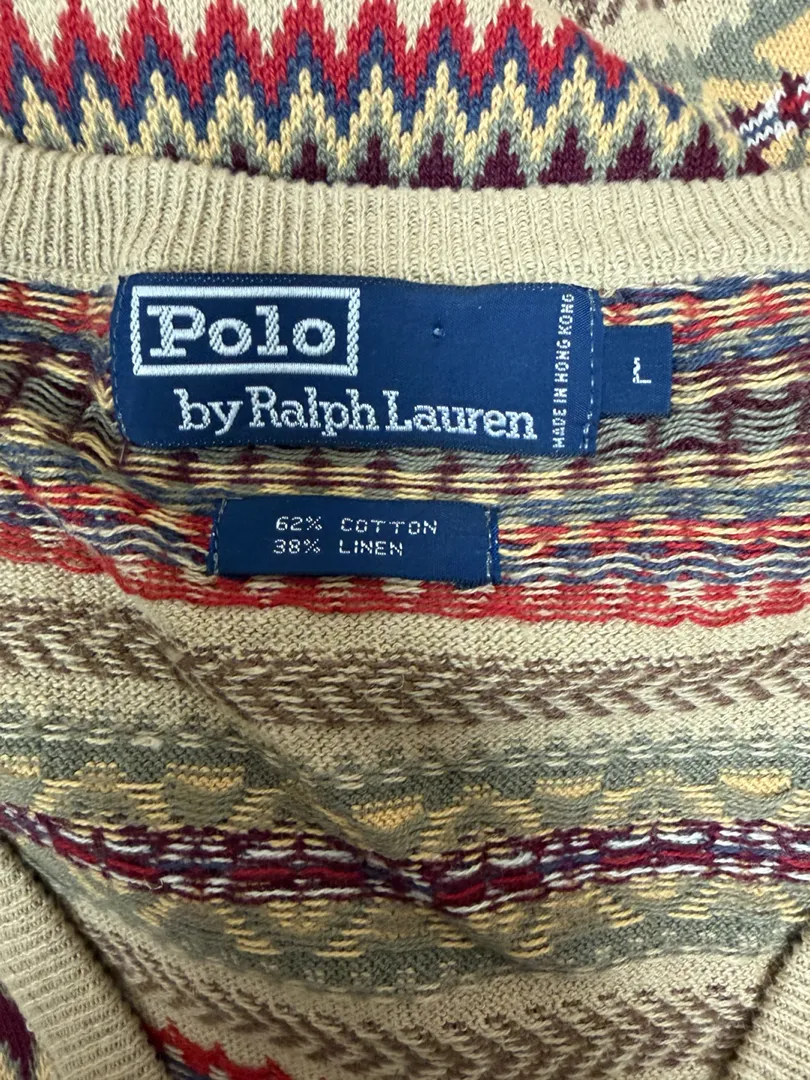 Polo
by Ralph Lauren
MADE IN HONG KONG
L
62% COTTON
38% LINEN